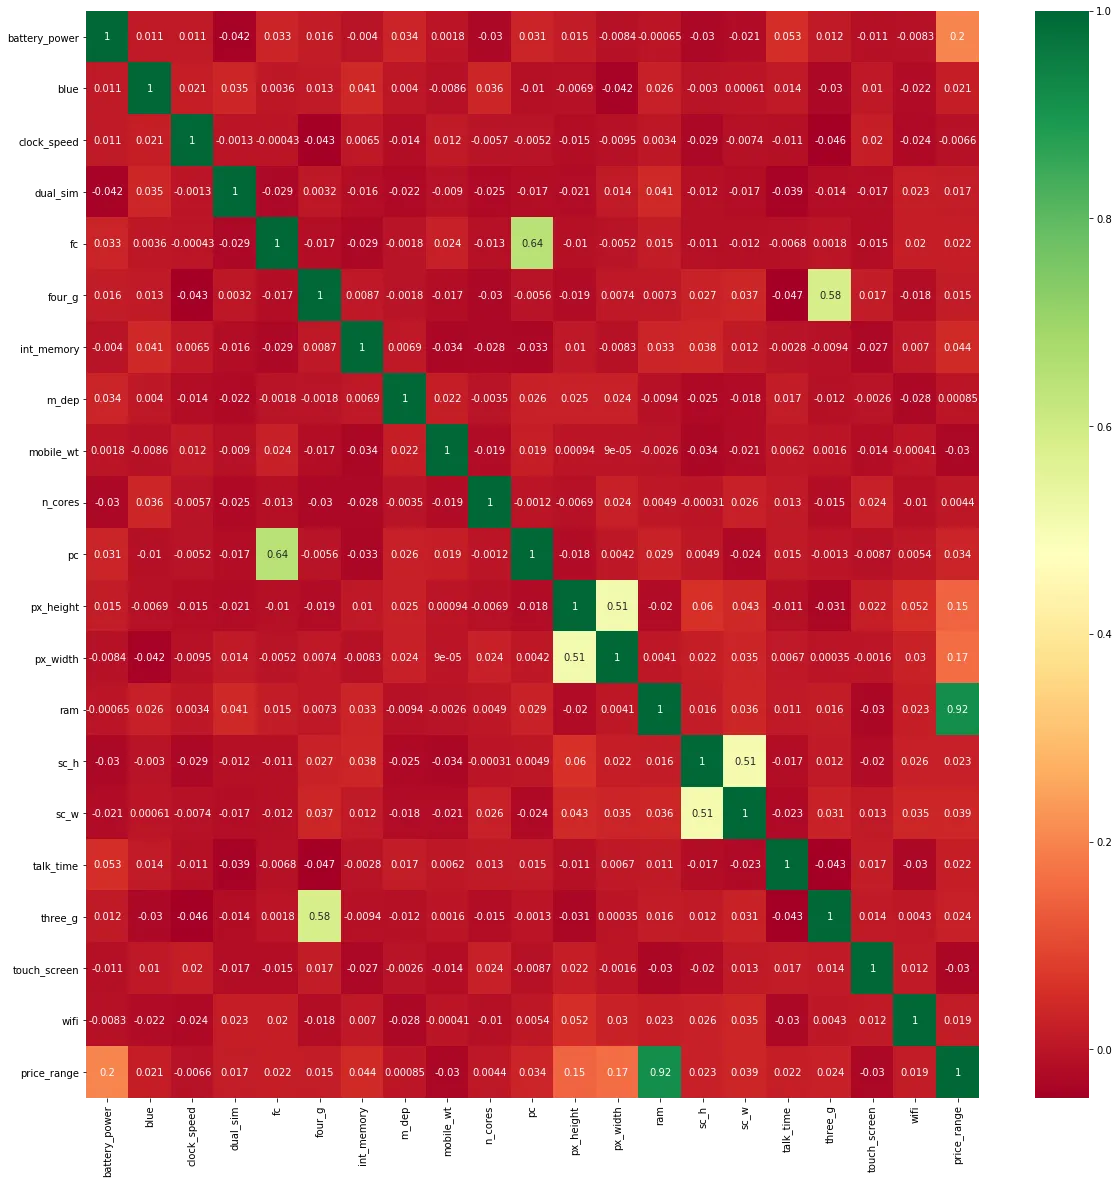 battery_power 1 0.011 0.011 -0.042 0.033 0.016 -0.004 0.034 0.0018 -0.03 0.031 0.015 -0.0084 -0.00065 -0.03 -0.021 0.053 0.012 -0.011 -0.0083 0.2
blue 0.011 1 0.021 0.035 0.0036 0.013 0.041 0.004 -0.0086 0.036 -0.01 -0.0069 -0.042 0.026 -0.003 0.00061 0.014 -0.03 0.01 -0.022 0.021
clock_speed 0.011 0.021 1 -0.0013 -0.00043 -0.043 0.0065 -0.014 0.012 -0.0057 -0.0052 -0.015 -0.0095 0.0034 -0.029 -0.0074 -0.011 -0.046 0.02 -0.024 -0.0066
dual_sim -0.042 0.035 -0.0013 1 -0.029 0.0032 -0.016 -0.022 -0.009 -0.025 -0.017 -0.021 0.014 0.041 -0.012 -0.017 -0.039 -0.014 -0.017 0.023 0.017
fc 0.033 0.0036 -0.00043 -0.029 1 -0.017 -0.029 -0.0018 0.024 -0.013 0.64 -0.01 -0.0052 0.015 -0.011 -0.012 -0.0068 0.0018 -0.015 0.02 0.022
four_g 0.016 0.013 -0.043 0.0032 -0.017 1 0.0087 -0.0018 -0.017 -0.03 -0.0056 -0.019 0.0074 0.0073 0.027 0.037 -0.047 0.58 0.017 -0.018 0.015
int_memory -0.004 0.041 0.0065 -0.016 -0.029 0.0087 1 0.0069 -0.034 -0.028 -0.033 0.01 -0.0083 0.033 0.038 0.012 -0.0028 -0.0094 -0.027 0.007 0.044
m_dep 0.034 0.004 -0.014 -0.022 -0.0018 -0.0018 0.0069 1 0.022 -0.0035 0.026 0.025 0.024 -0.0094 -0.025 -0.018 0.017 -0.012 -0.0026 -0.028 0.00085
mobile_wt 0.0018 -0.0086 0.012 -0.009 0.024 -0.017 -0.034 0.022 1 -0.019 0.019 0.00094 9e-05 -0.0026 -0.034 -0.021 0.0062 0.0016 -0.014 -0.00041 -0.03
n_cores -0.03 0.036 -0.0057 -0.025 -0.013 -0.03 -0.028 -0.0035 -0.019 1 -0.0012 -0.0069 0.024 0.0049 -0.00031 0.026 0.013 -0.015 0.024 -0.01 0.0044
pc 0.031 -0.01 -0.0052 -0.017 0.64 -0.0056 -0.033 0.026 0.019 -0.0012 1 -0.018 0.0042 0.029 0.0049 -0.024 0.015 -0.0013 -0.0087 0.0054 0.034
px_height 0.015 -0.0069 -0.015 -0.021 -0.01 -0.019 0.01 0.025 0.00094 -0.0069 -0.018 1 0.51 -0.02 0.06 0.043 -0.011 -0.031 0.022 0.052 0.15
px_width -0.0084 -0.042 -0.0095 0.014 -0.0052 0.0074 -0.0083 0.024 9e-05 0.024 0.0042 0.51 1 0.0041 0.022 0.035 0.0067 0.00035 -0.0016 0.03 0.17
ram -0.00065 0.026 0.0034 0.041 0.015 0.0073 0.033 -0.0094 -0.0026 0.0049 0.029 -0.02 0.0041 1 0.016 0.036 0.011 0.016 -0.03 0.023 0.92
sc_h -0.03 -0.003 -0.029 -0.012 -0.011 0.027 0.038 -0.025 -0.034 -0.00031 0.0049 0.06 0.022 0.016 1 0.51 -0.017 0.012 -0.02 0.026 0.023
sc_w -0.021 0.00061 -0.0074 -0.017 -0.012 0.037 0.012 -0.018 -0.021 0.026 -0.024 0.043 0.035 0.036 0.51 1 -0.023 0.031 0.013 0.035 0.039
talk_time 0.053 0.014 -0.011 -0.039 -0.0068 -0.047 -0.0028 0.017 0.0062 0.013 0.015 -0.011 0.0067 0.011 -0.017 -0.023 1 -0.043 0.017 -0.03 0.022
three_g 0.012 -0.03 -0.046 -0.014 0.0018 0.58 -0.0094 -0.012 0.0016 -0.015 -0.0013 -0.031 0.00035 0.016 0.012 0.031 -0.043 1 0.014 0.0043 0.024
touch_screen -0.011 0.01 0.02 -0.017 -0.015 0.017 -0.027 -0.0026 -0.014 0.024 -0.0087 0.022 -0.0016 -0.03 -0.02 0.013 0.017 0.014 1 0.012 -0.03
wifi -0.0083 -0.022 -0.024 0.023 0.02 -0.018 0.007 -0.028 -0.00041 -0.01 0.0054 0.052 0.03 0.023 0.026 0.035 -0.03 0.0043 0.012 1 0.019
price_range 0.2 0.021 -0.0066 0.017 0.022 0.015 0.044 0.00085 -0.03 0.0044 0.034 0.15 0.17 0.92 0.023 0.039 0.022 0.024 -0.03 0.019 1
battery_power blue clock_speed dual_sim fc four_g int_memory m_dep mobile_wt n_cores pc px_height px_width ram sc_h sc_w talk_time three_g touch_screen wifi price_range
1.0
0.8
0.6
0.4
0.2
0.0